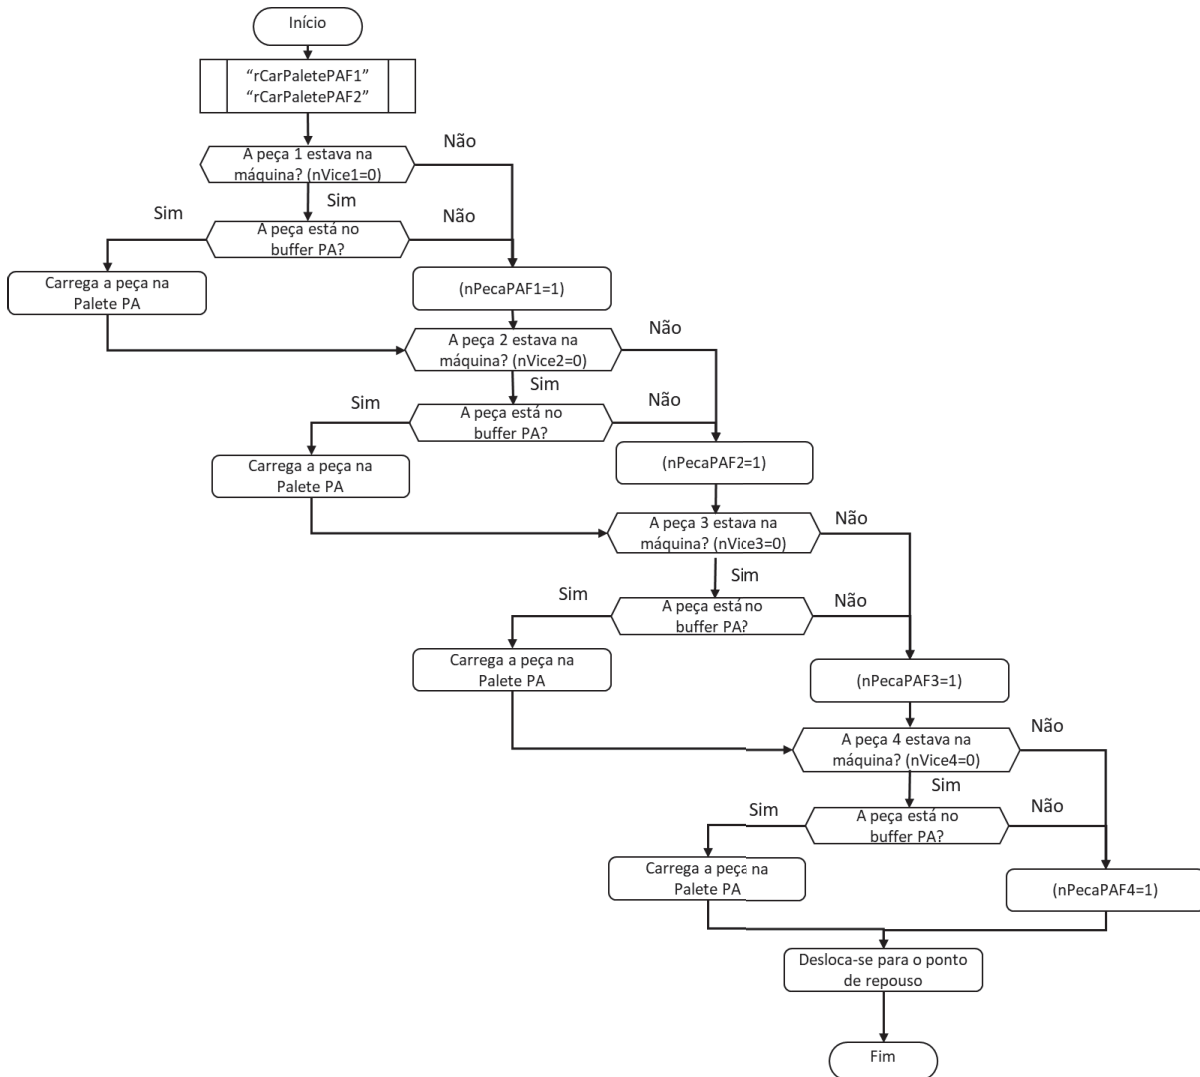 Início
“rCarPaletePAF1”
“rCarPaletePAF2”
Não
A peça 1 estava na
máquina? (nVice1=0)
Sim
Sim
Não
A peça está no
buffer PA?
Carrega a peça na
Palete PA
(nPecaPAF1=1)
Não
A peça 2 estava na
máquina? (nVice2=0)
Sim
Sim
Não
A peça está no
buffer PA?
Carrega a peça na
Palete PA
(nPecaPAF2=1)
Não
A peça 3 estava na
máquina? (nVice3=0)
Sim
Sim
Não
A peça está no
buffer PA?
Carrega a peça na
Palete PA
(nPecaPAF3=1)
Não
A peça 4 estava na
máquina? (nVice4=0)
Sim
Sim
Não
A peça está no
buffer PA?
Carrega a peça na
Palete PA
(nPecaPAF4=1)
Desloca-se para o ponto
de repouso
Fim